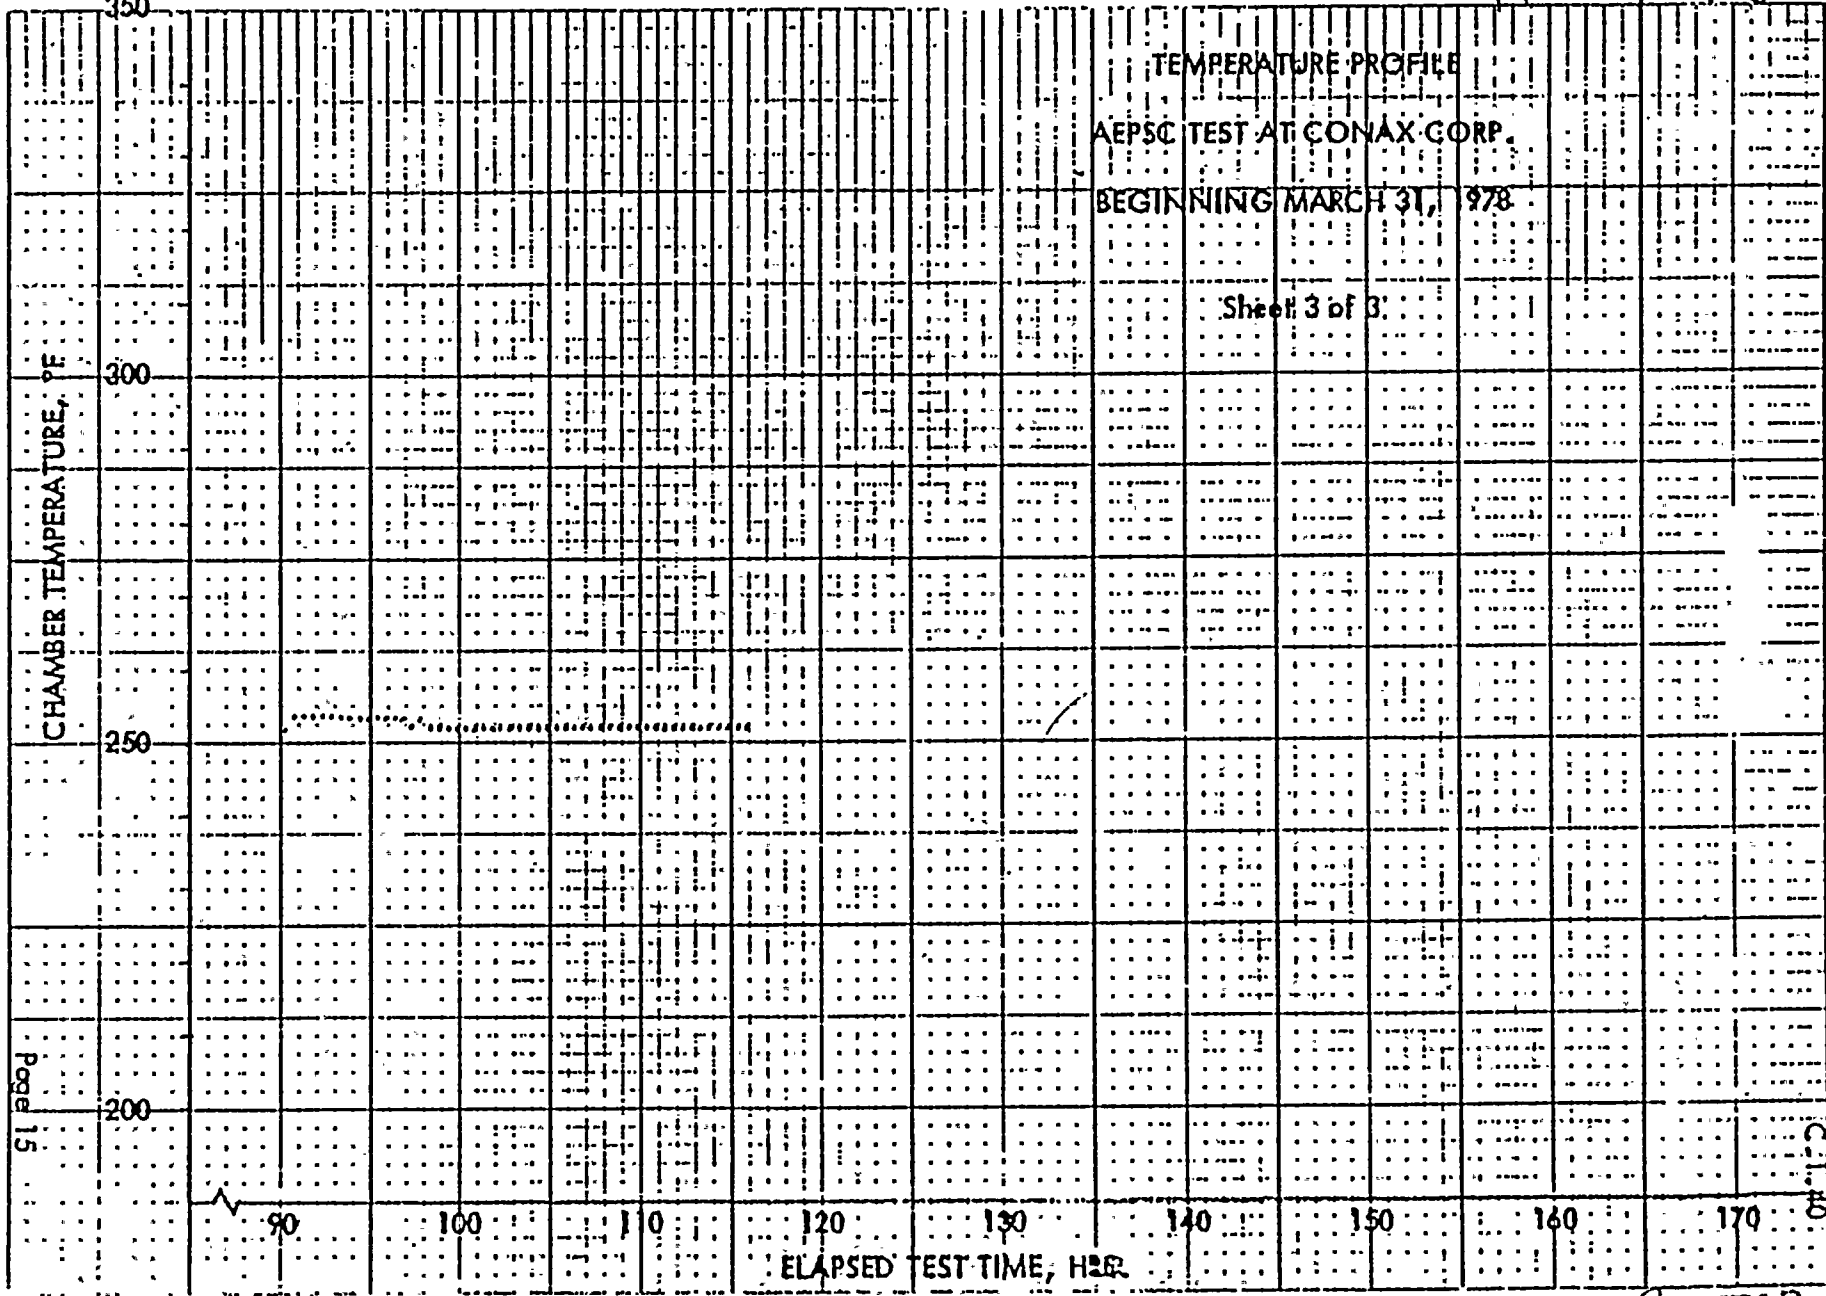 TEMPERATURE PROFILE
AEPSC TEST AT CONAX CORP.
BEGINNING MARCH 31, 1978
Sheet 3 of 3
CHAMBER TEMPERATURE, °F
350
300
250
200
90 100 110 120 130 140 150 160 170
ELAPSED TEST TIME,
Page 15